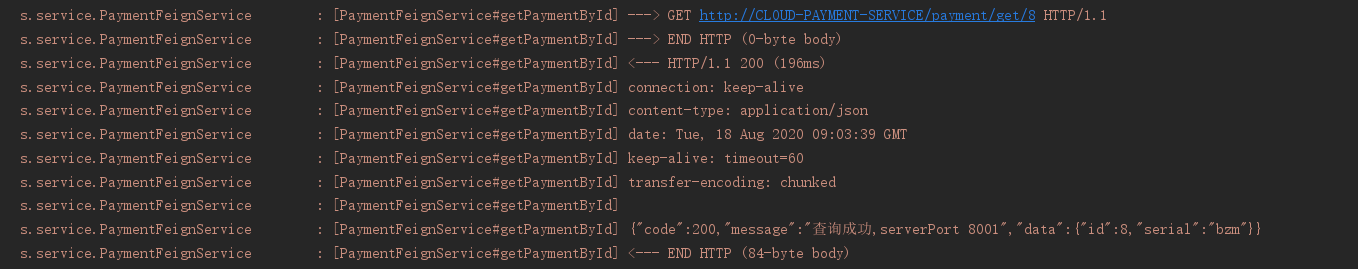 s.service.PaymentFeignService : [PaymentFeignService#getPaymentById] ---> GET http://CLOUD-PAYMENT-SERVICE/payment/get/8 HTTP/1.1
s.service.PaymentFeignService : [PaymentFeignService#getPaymentById] ---> END HTTP (0-byte body)
s.service.PaymentFeignService : [PaymentFeignService#getPaymentById] <--- HTTP/1.1 200 (196ms)
s.service.PaymentFeignService : [PaymentFeignService#getPaymentById] connection: keep-alive
s.service.PaymentFeignService : [PaymentFeignService#getPaymentById] content-type: application/json
s.service.PaymentFeignService : [PaymentFeignService#getPaymentById] date: Tue, 18 Aug 2020 09:03:39 GMT
s.service.PaymentFeignService : [PaymentFeignService#getPaymentById] keep-alive: timeout=60
s.service.PaymentFeignService : [PaymentFeignService#getPaymentById] transfer-encoding: chunked
s.service.PaymentFeignService : [PaymentFeignService#getPaymentById]
s.service.PaymentFeignService : [PaymentFeignService#getPaymentById] {"code":200,"message":"查询成功,serverPort 8001","data":{"id":8,"serial":"bzm"}}
s.service.PaymentFeignService : [PaymentFeignService#getPaymentById] <--- END HTTP (84-byte body)